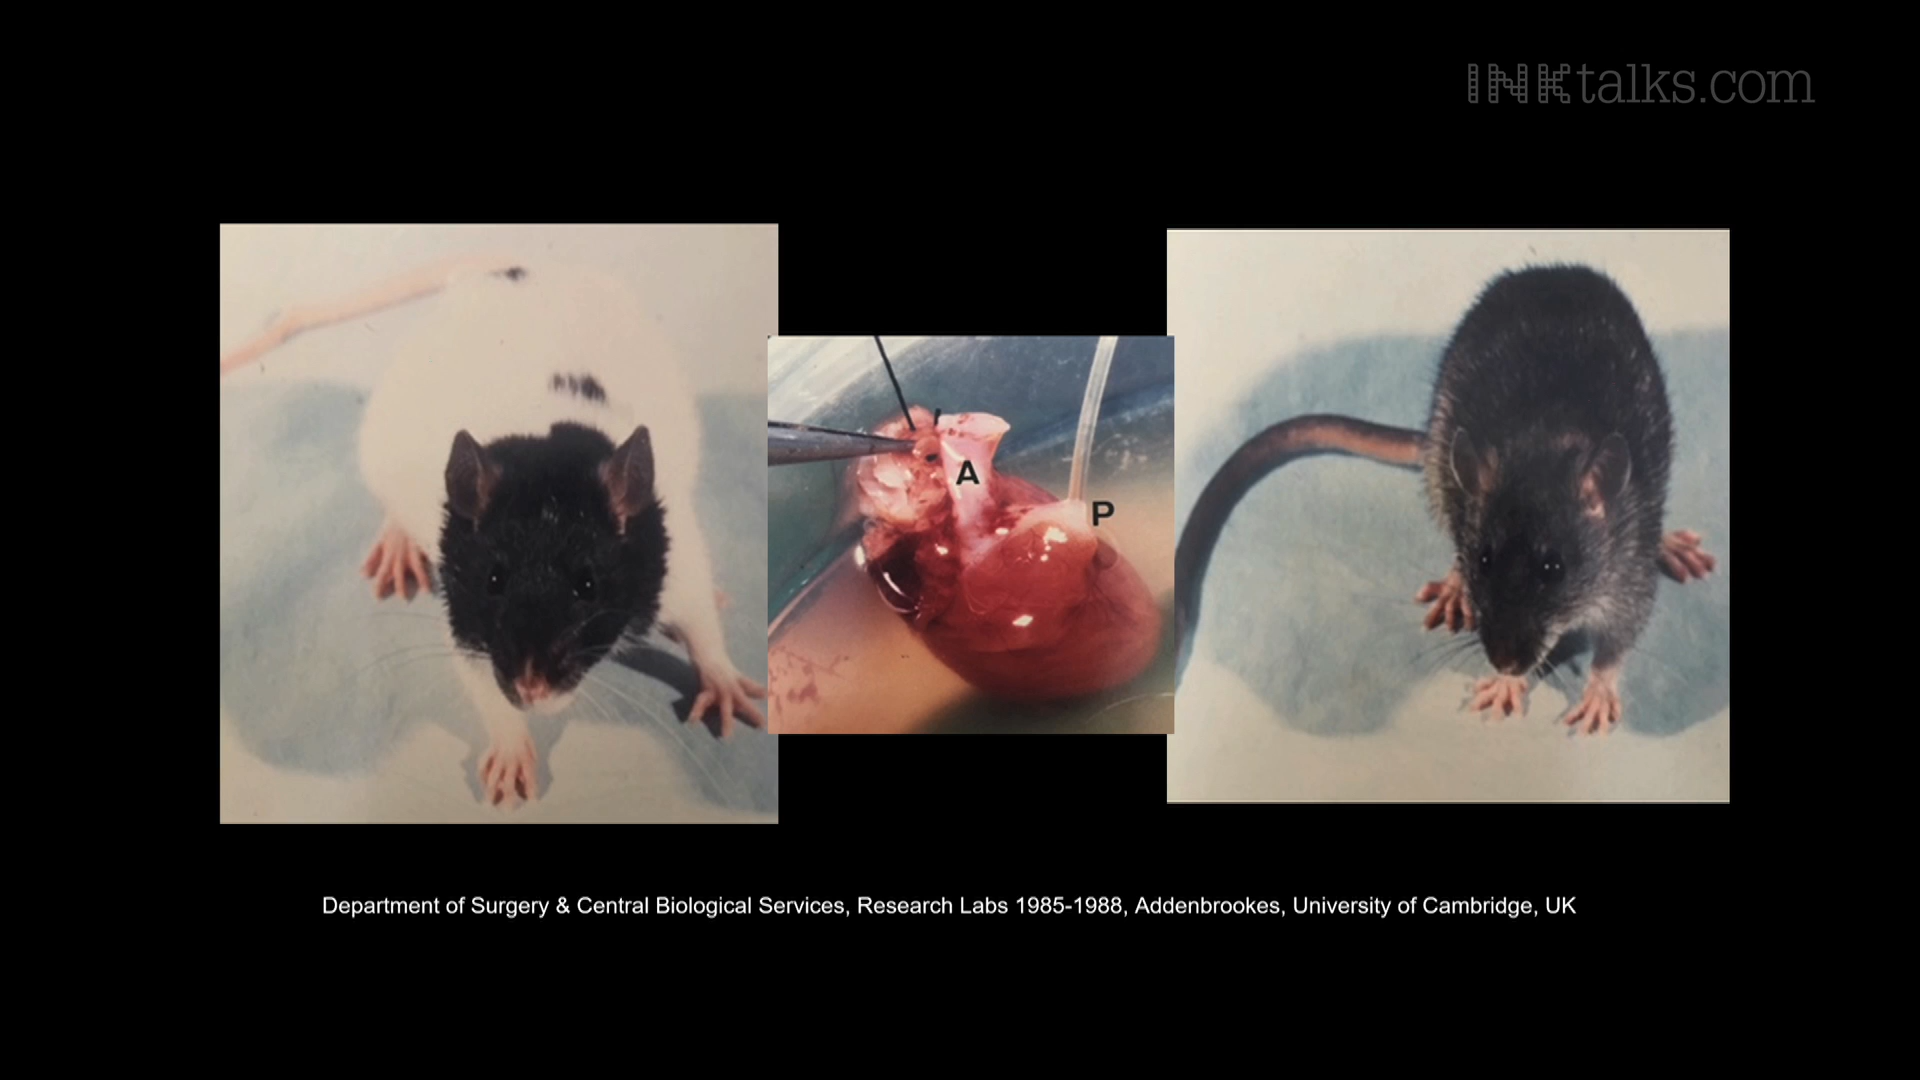 INKtalks.com
A
P
Department of Surgery & Central Biological Services, Research Labs 1985-1988, Addenbrookes, University of Cambridge, UK